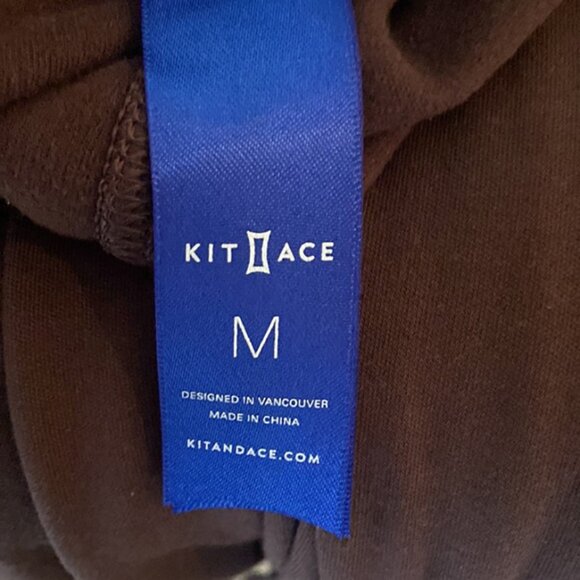 KIT ACE
M
DESIGNED IN VANCOUVER
MADE IN CHINA
KITANDACE.COM